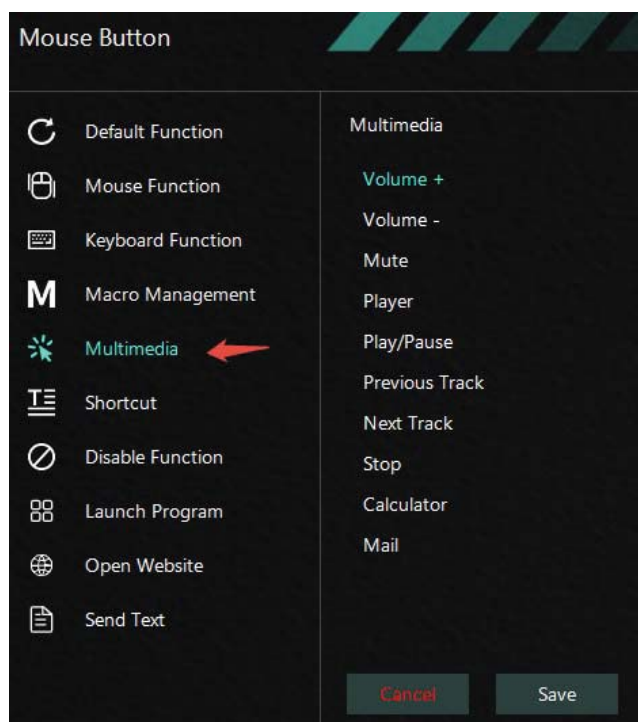 Mouse Button
Default Function
Mouse Function
Keyboard Function
Macro Management
Multimedia
Shortcut
Disable Function
Launch Program
Open Website
Send Text
Multimedia
Volume +
Volume -
Mute
Player
Play/Pause
Previous Track
Next Track
Stop
Calculator
Mail
Cancel
Save